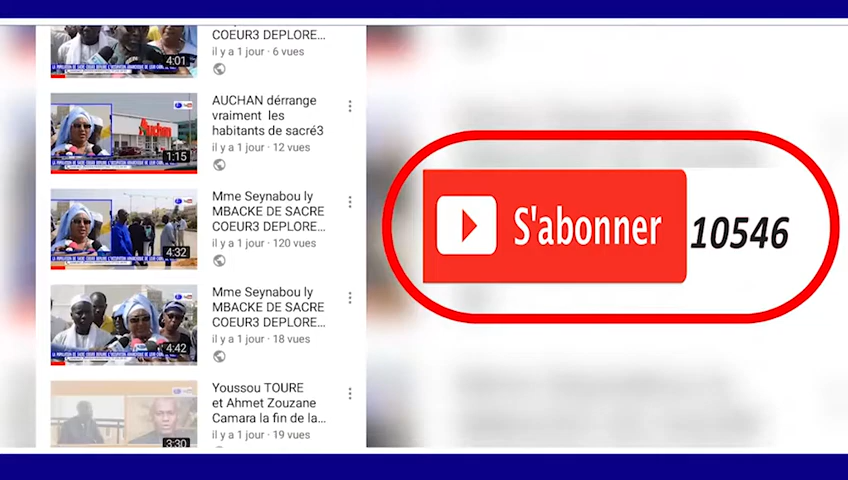 COEUR3 DEPLORE...
il y a 1 jour · 6 vues
4:01
AUCHAN dérrange
vraiment les
habitants de sacré3
il y a 1 jour · 12 vues
Auchan
1:15
Mme Seynabou ly
MBACKE DE SACRE
COEUR3 DEPLORE...
il y a 1 jour · 120 vues
4:32
Mme Seynabou ly
MBACKE DE SACRE
COEUR3 DEPLORE...
il y a 1 jour · 18 vues
4:42
Youssou TOURE
et Ahmet Zouzane
Camara la fin de la...
il y a 1 jour · 19 vues
3:30
S'abonner
10546